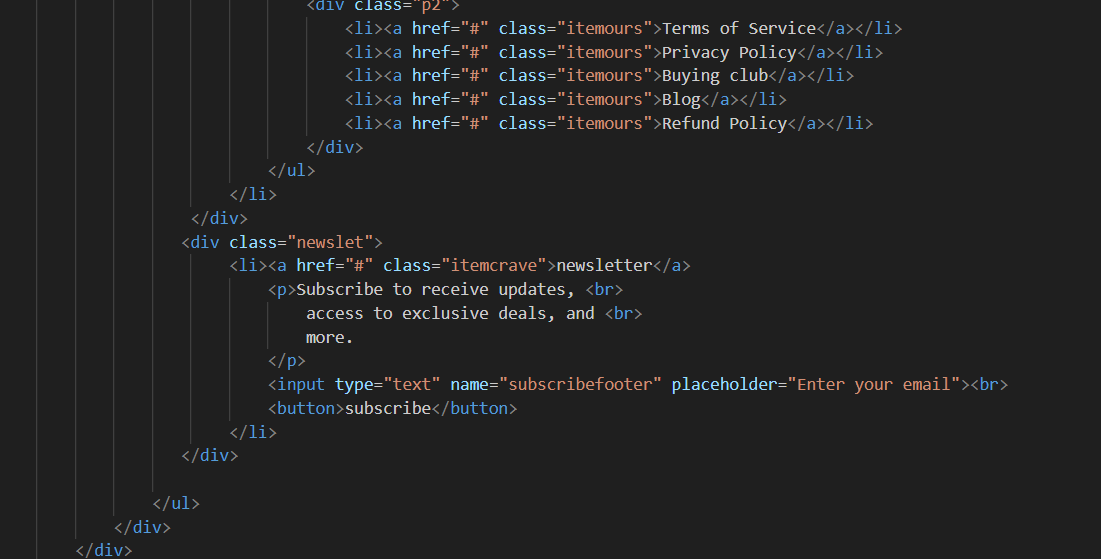 <div class="p2">
<li><a href="#" class="itemours">Terms of Service</a></li>
<li><a href="#" class="itemours">Privacy Policy</a></li>
<li><a href="#" class="itemours">Buying club</a></li>
<li><a href="#" class="itemours">Blog</a></li>
<li><a href="#" class="itemours">Refund Policy</a></li>
</div>
</ul>
</li>
</div>
<div class="newslet">
<li><a href="#" class="itemcrave">newsletter</a>
<p>Subscribe to receive updates, <br>
access to exclusive deals, and <br>
more.
</p>
<input type="text" name="subscribefooter" placeholder="Enter your email"><br>
<button>subscribe</button>
</li>
</div>
</ul>
</div>
</div>